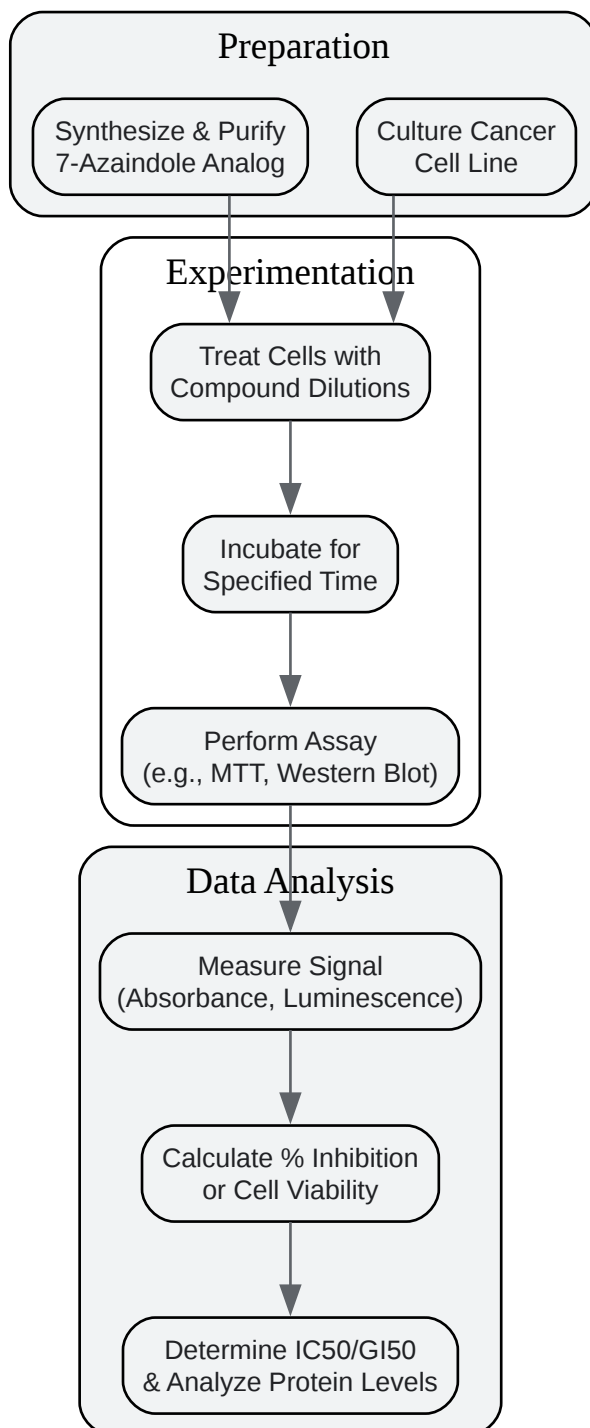 Preparation
Synthesize & Purify
7-Azaindole Analog
Culture Cancer
Cell Line
Experimentation
Treat Cells with
Compound Dilutions
Incubate for
Specified Time
Perform Assay
(e.g., MTT, Western Blot)
Data Analysis
Measure Signal
(Absorbance, Luminescence)
Calculate % Inhibition
or Cell Viability
Determine IC50/GI50
& Analyze Protein Levels